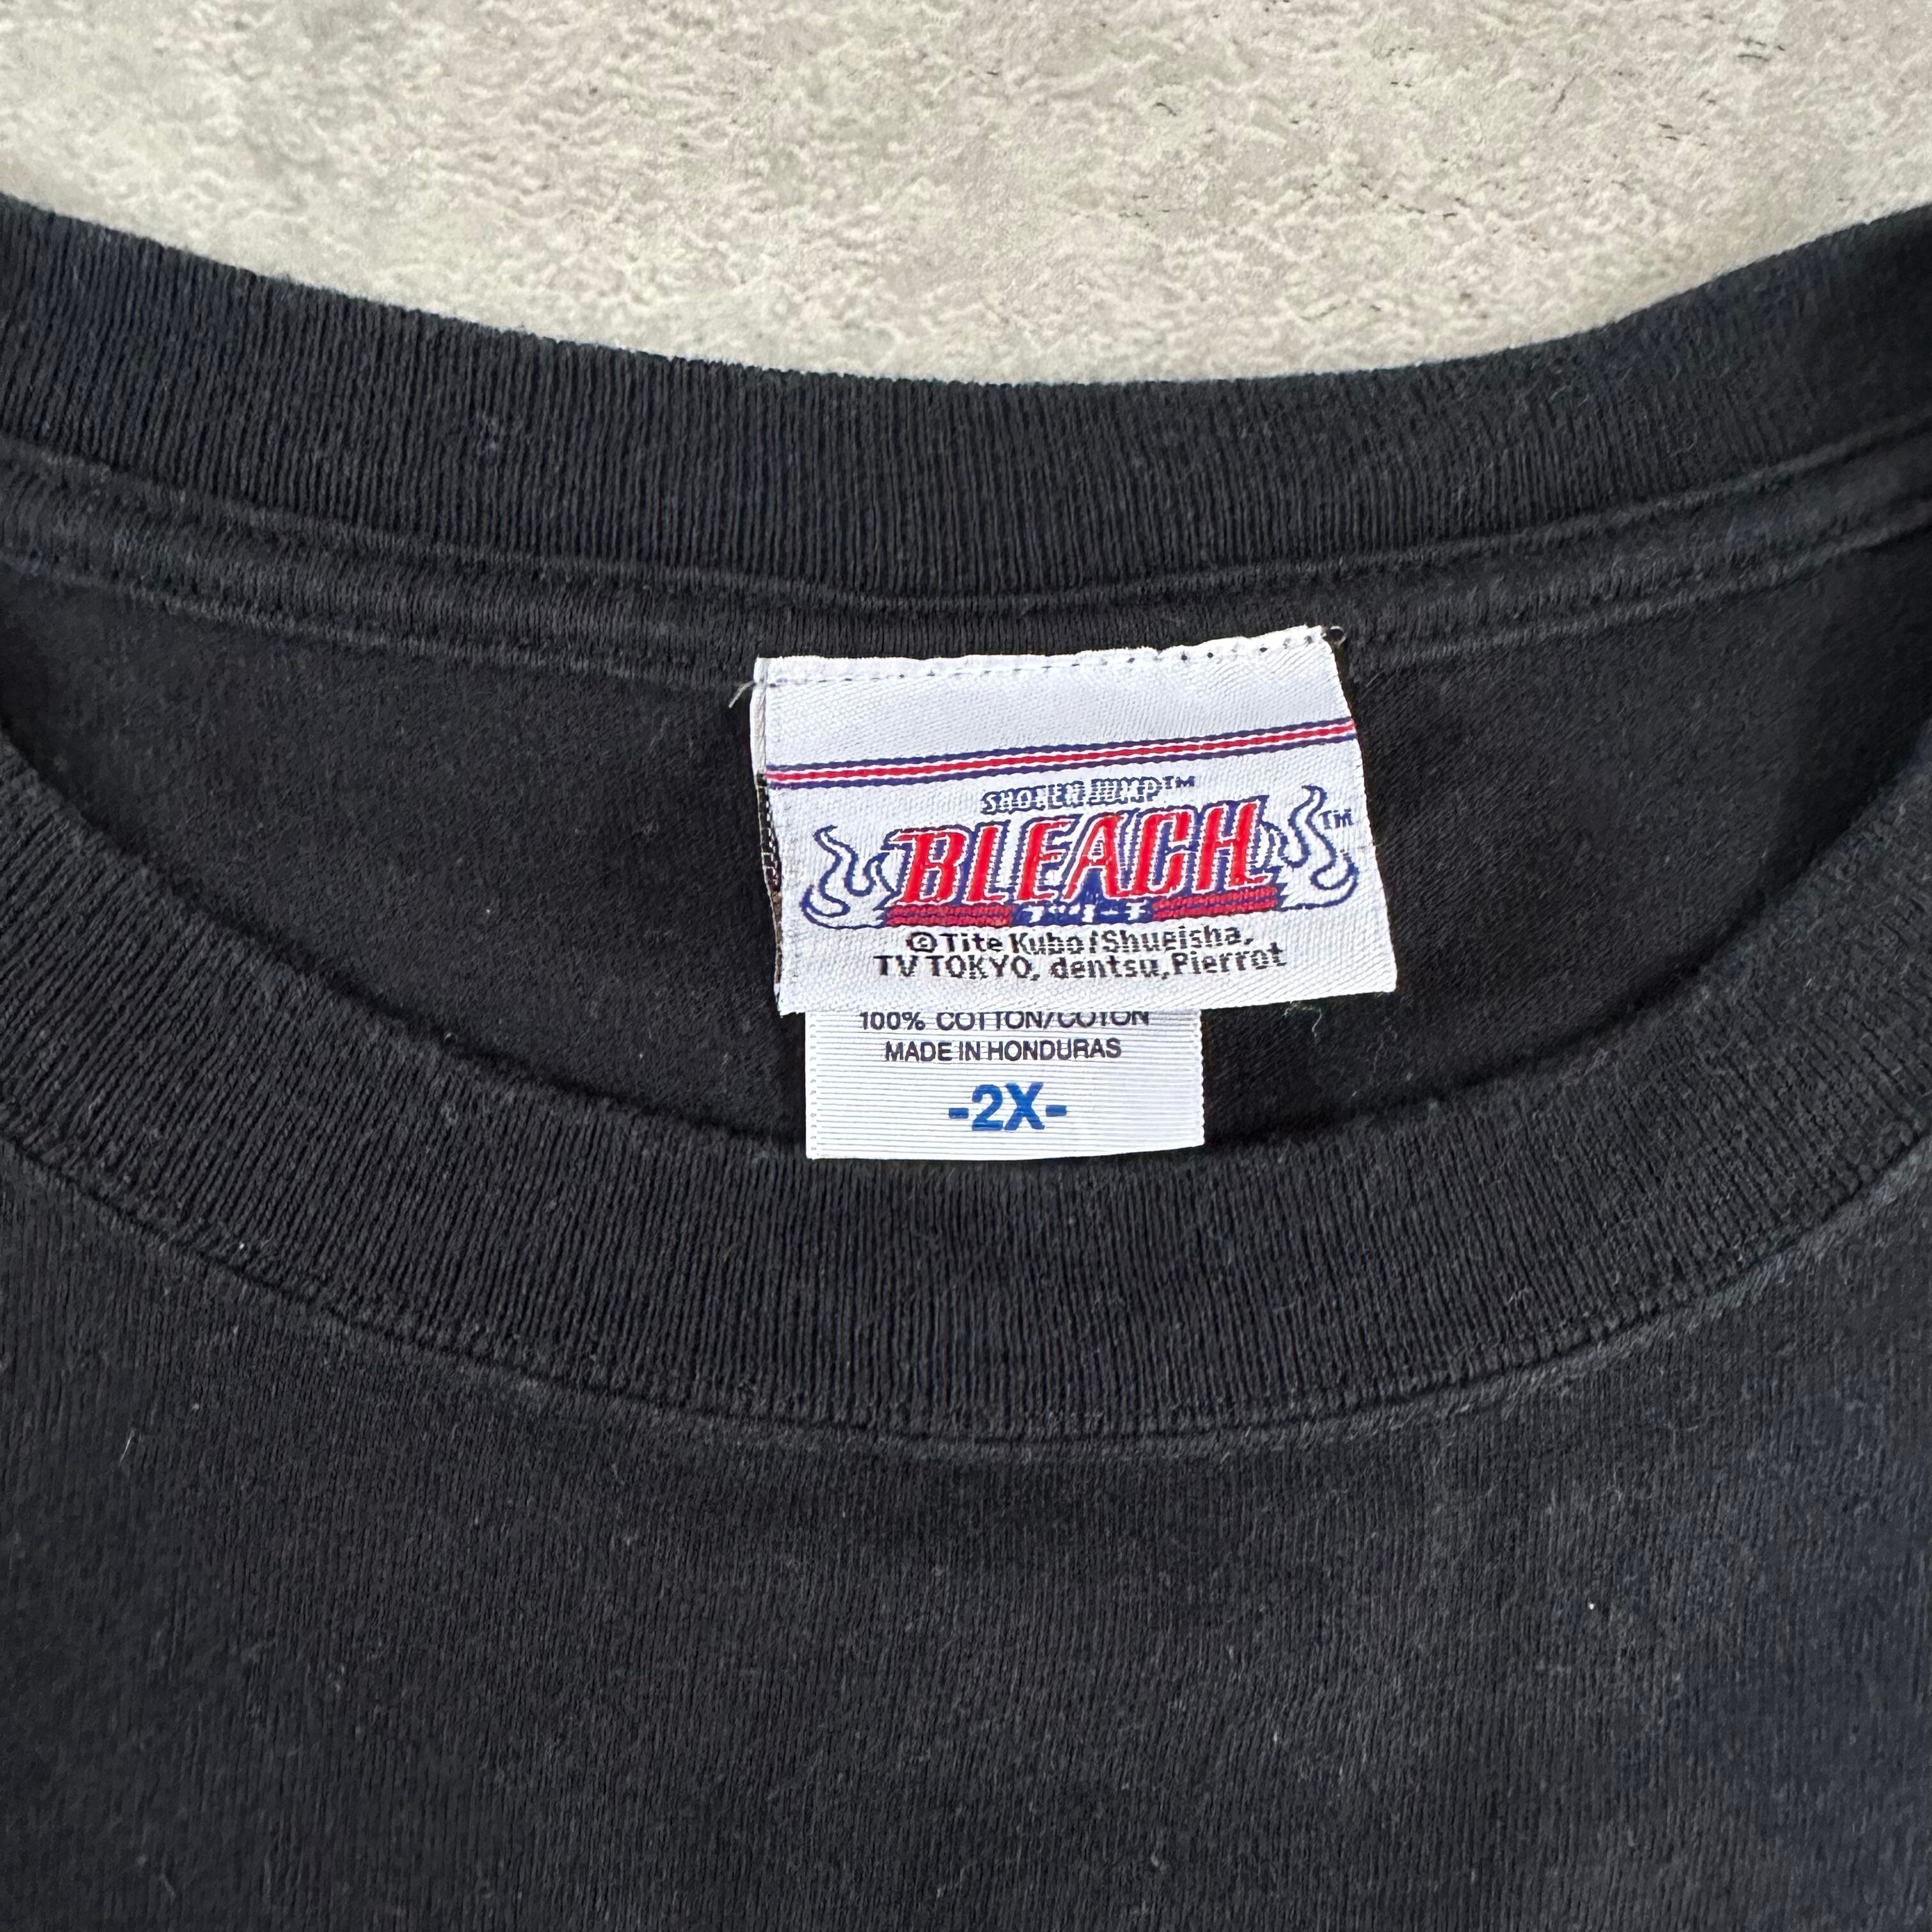 SHONEN JUMP™
BLEACH™
ブリーチ
©Tite Kubo/Shueisha,
TV TOKYO, dentsu, Pierrot
100% COTTON/COTON
MADE IN HONDURAS
-2X-